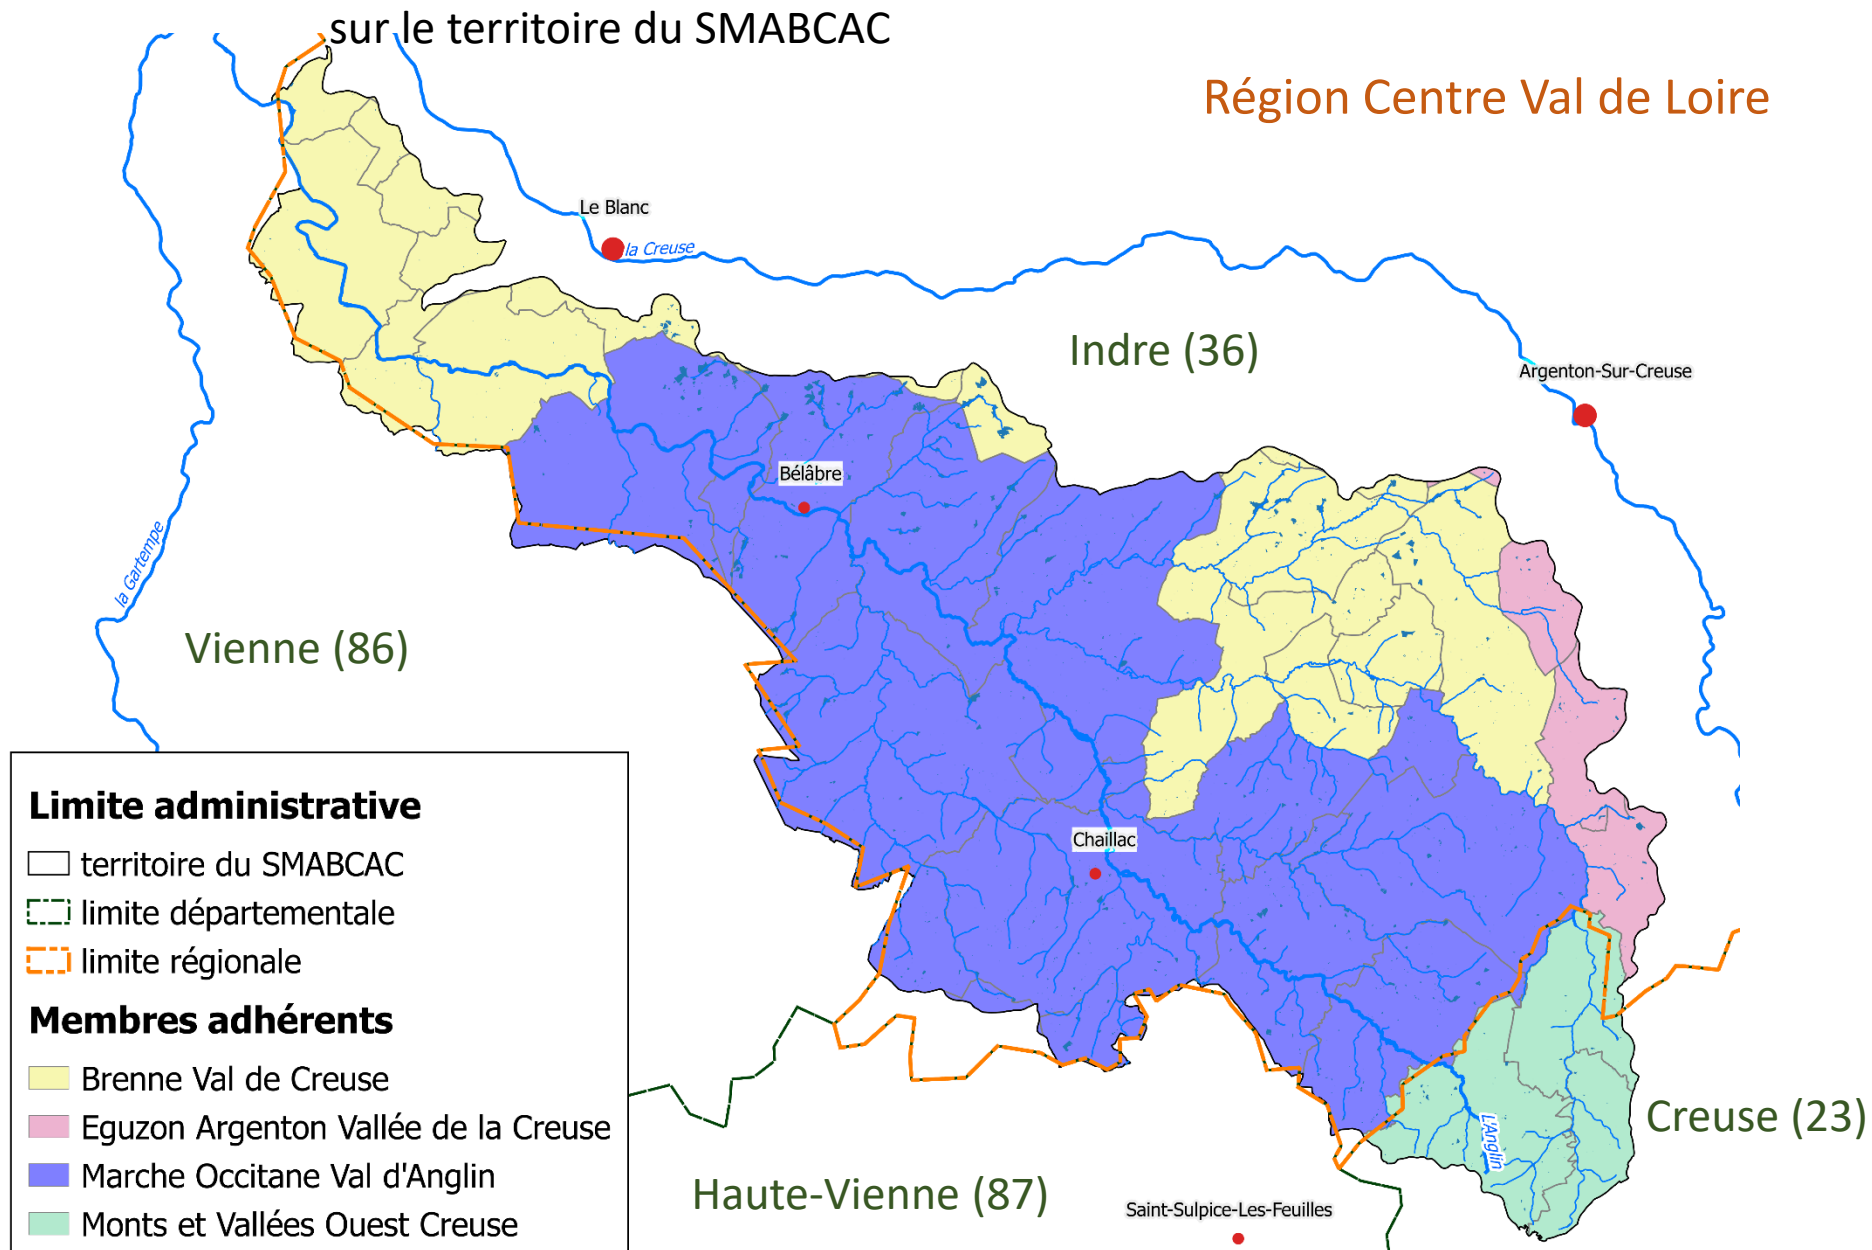 sur le territoire du SMABCAC
Région Centre Val de Loire
Le Blanc
la Creuse
Indre (36)
Argenton-Sur-Creuse
Bélâbre
la Gartempe
Vienne (86)
Chaillac
Limite administrative
territoire du SMABCAC
limite départementale
limite régionale
Membres adhérents
Brenne Val de Creuse
Eguzon Argenton Vallée de la Creuse
Marche Occitane Val d'Anglin
Monts et Vallées Ouest Creuse
Creuse (23)
L'Anglin
Haute-Vienne (87)
Saint-Sulpice-Les-Feuilles